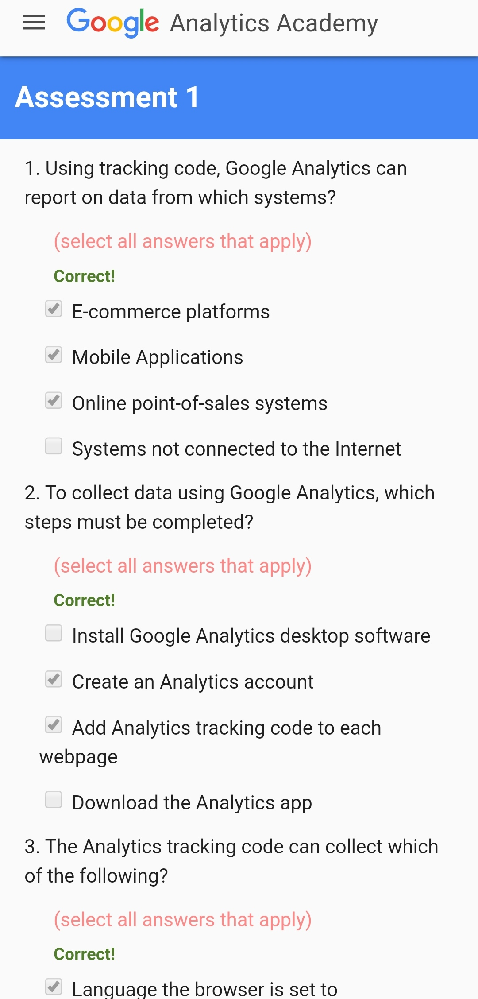 Google Analytics Academy
Assessment 1
1. Using tracking code, Google Analytics can
report on data from which systems?
(select all answers that apply)
Correct!
E-commerce platforms
Mobile Applications
Online point-of-sales systems
Systems not connected to the Internet
2. To collect data using Google Analytics, which
steps must be completed?
(select all answers that apply)
Correct!
Install Google Analytics desktop software
Create an Analytics account
Add Analytics tracking code to each
webpage
Download the Analytics app
3. The Analytics tracking code can collect which
of the following?
(select all answers that apply)
Correct!
Language the browser is set to